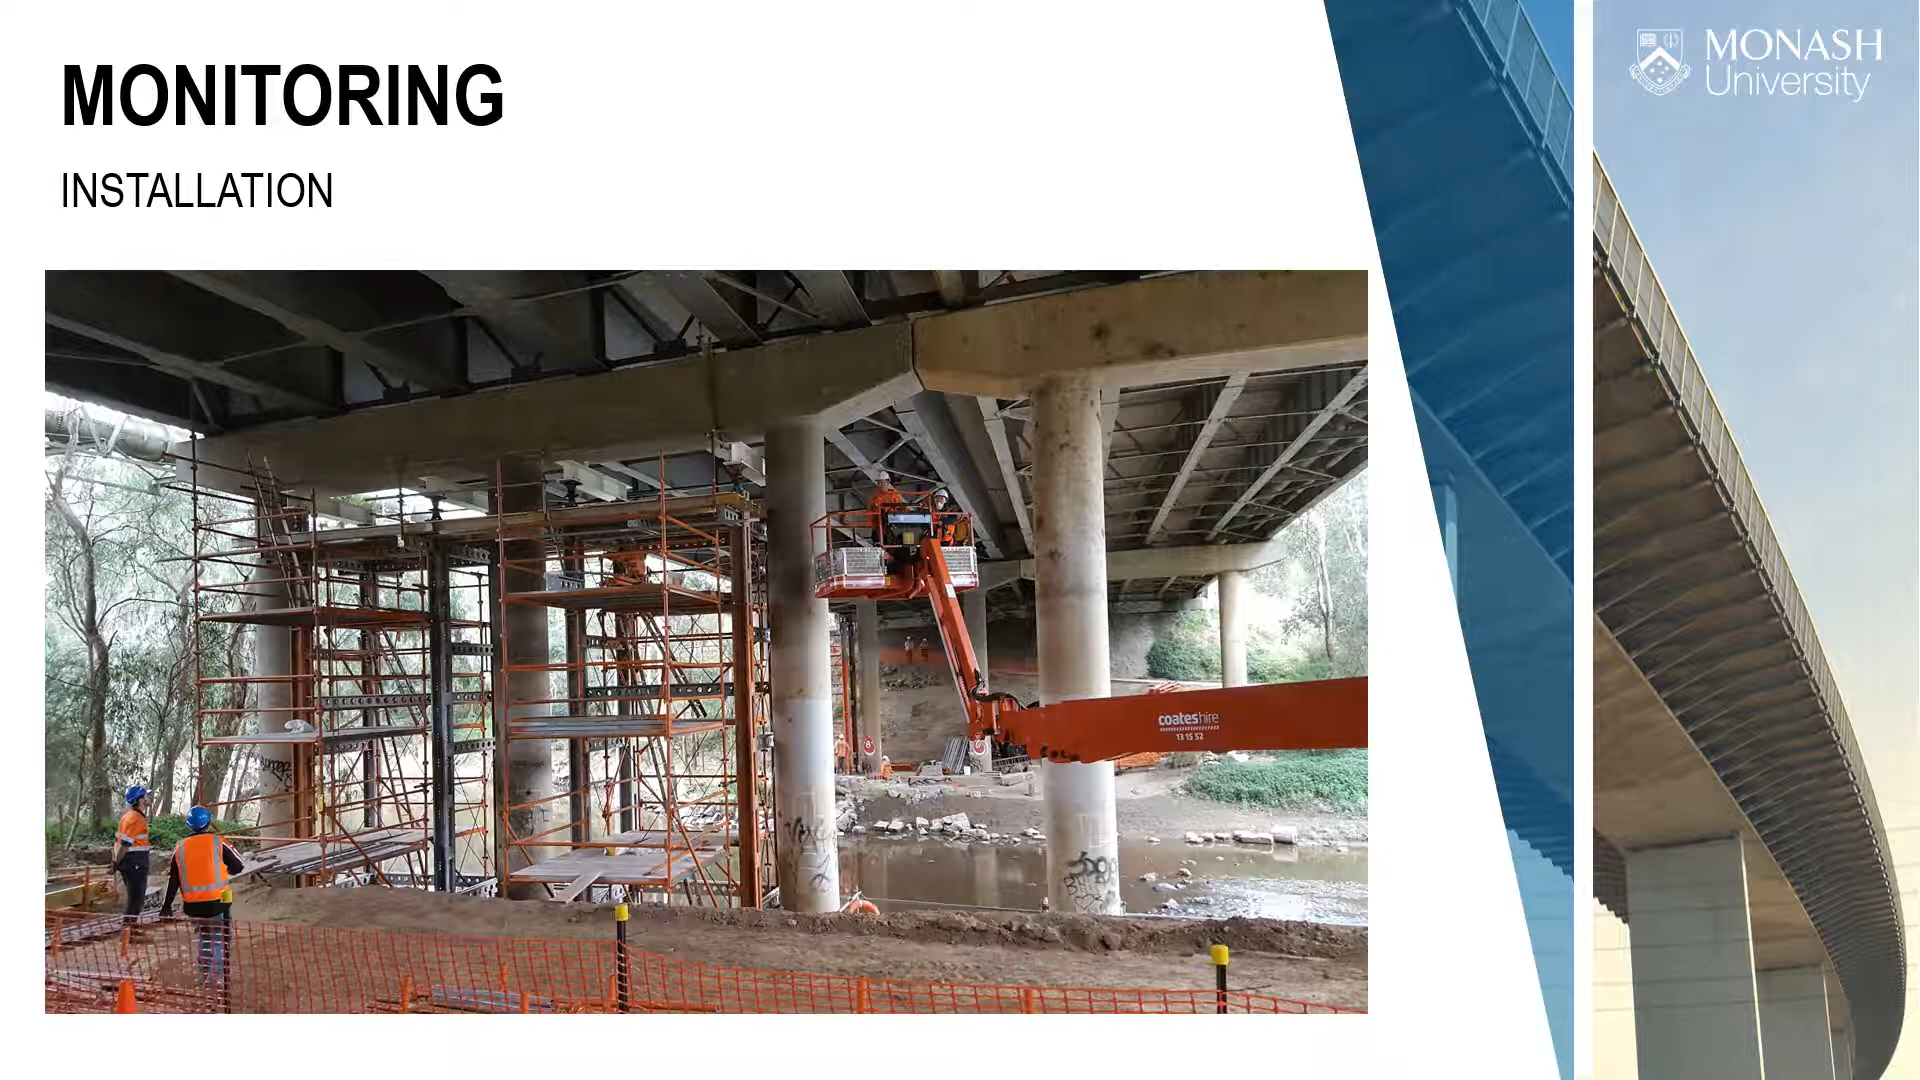 MONITORING
INSTALLATION
MONASH
University
coateshire
13 15 52